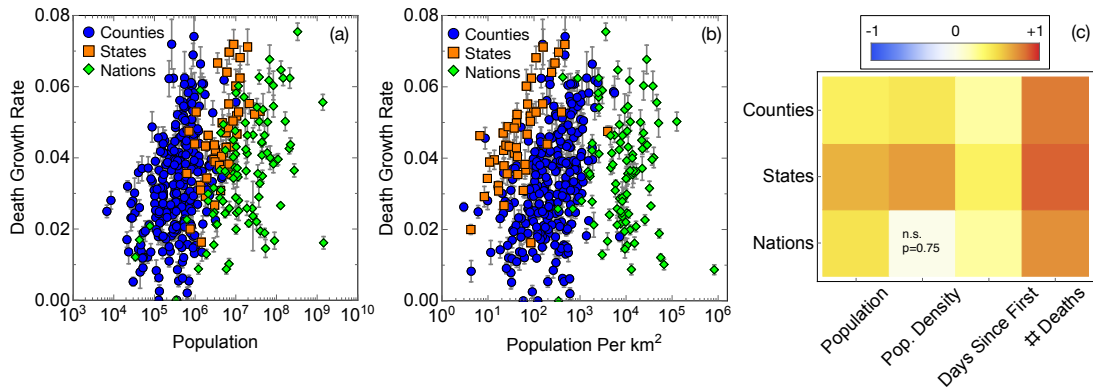 0.08
0.06
0.04
0.02
0.00
Death Growth Rate
Counties
States
Nations
(a)
10³ 10⁴ 10⁵ 10⁶ 10⁷ 10⁸ 10⁹ 10¹⁰
Population
0.08
0.06
0.04
0.02
0.00
Death Growth Rate
Counties
States
Nations
(b)
10⁰ 10¹ 10² 10³ 10⁴ 10⁵ 10⁶
Population Per km²
-1 0 +1
(c)
Counties
States
Nations
n.s.
p=0.75
Population
Pop. Density
Days Since First
# Deaths